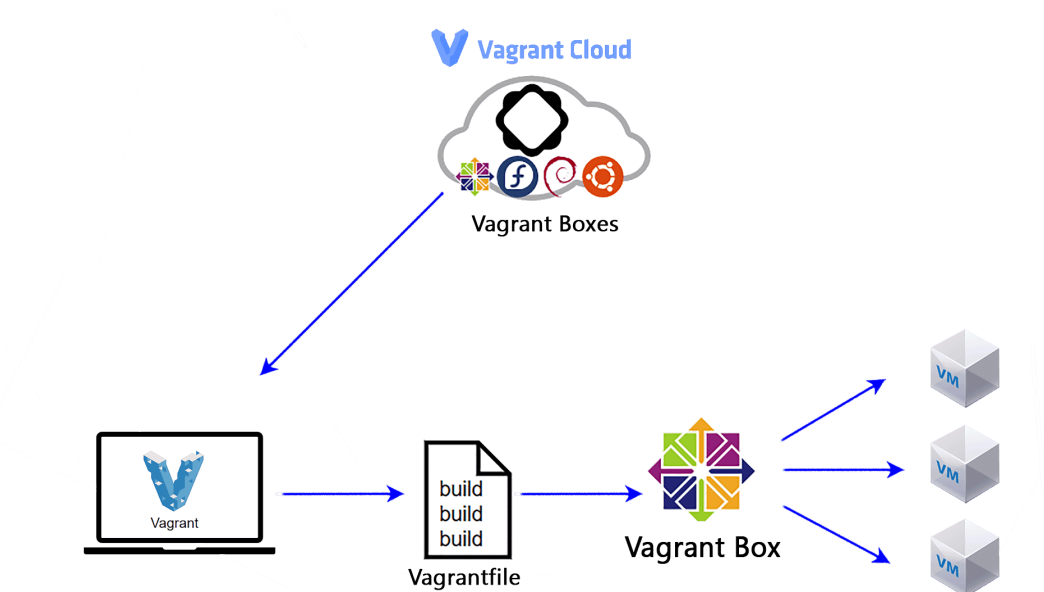 Vagrant Cloud
Vagrant Boxes
Vagrant
build
build
build
Vagrantfile
Vagrant Box
VM
VM
VM